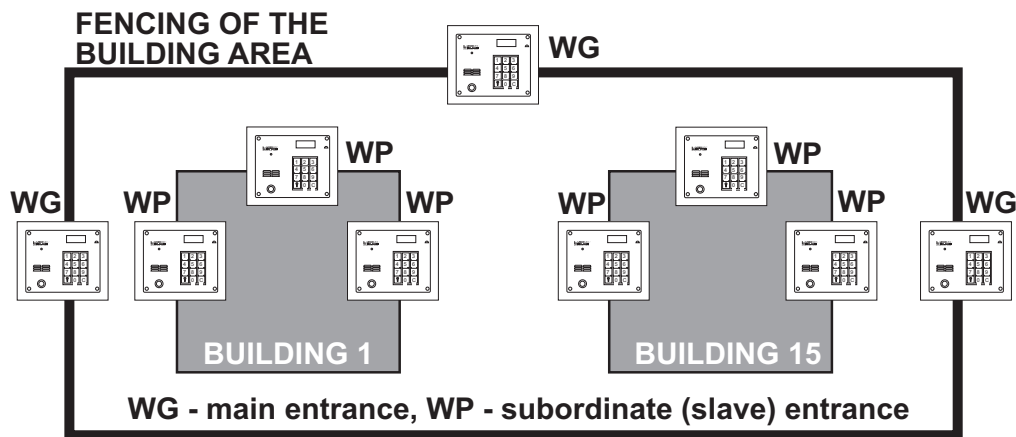 FENCING OF THE
BUILDING AREA
WG
WP
WP
WG
WP
WP
WP
WP
WG
BUILDING 1
BUILDING 15
WG - main entrance, WP - subordinate (slave) entrance